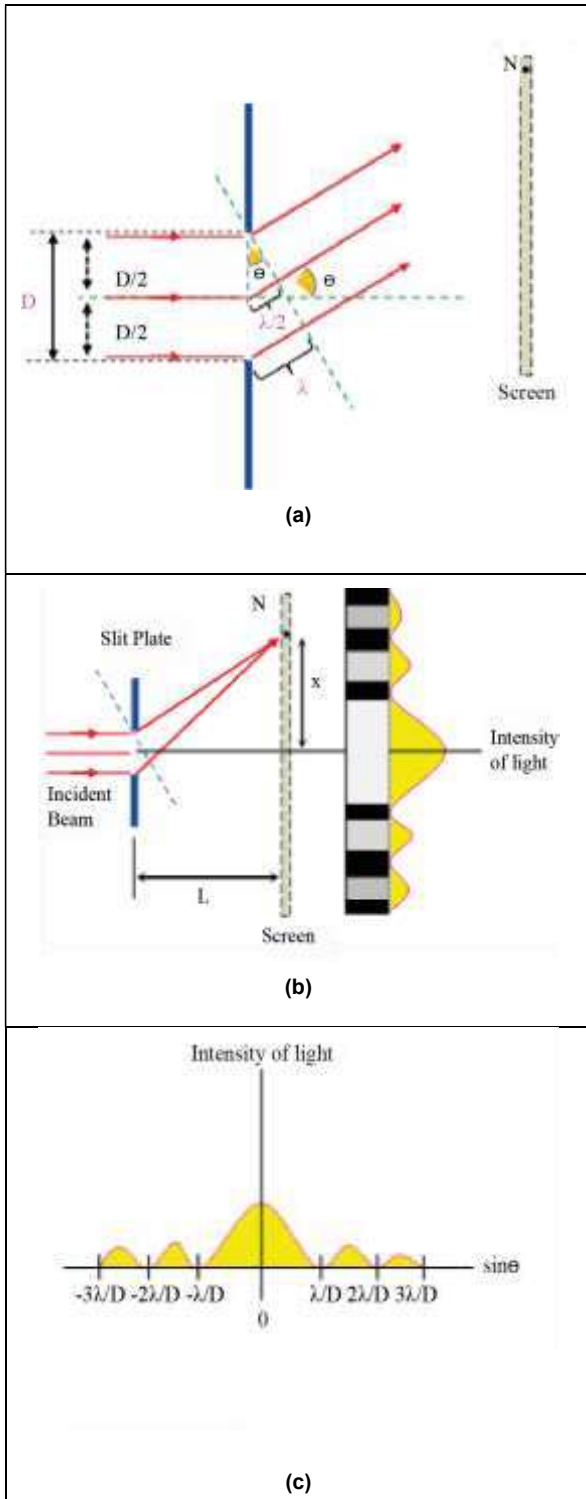 N
D
D/2
D/2
ɵ
ɵ
λ/2
λ
Screen
(a)
N
Slit Plate
x
Intensity
of light
Incident
Beam
L
Screen
(b)
Intensity of light
sinɵ
-3λ/D -2λ/D -λ/D λ/D 2λ/D 3λ/D
0
(c)